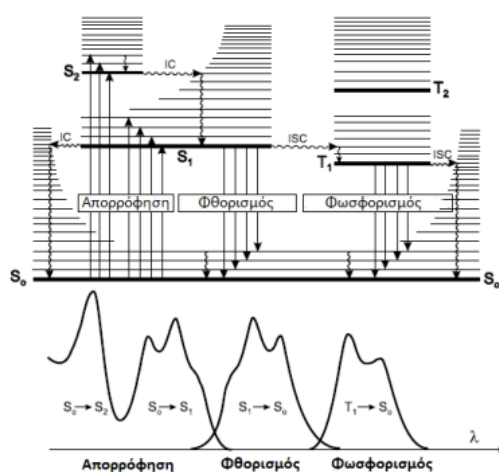 S₂
IC
T₂
IC
S₁
ISC
T₁
ISC
Απορρόφηση
Φθορισμός
Φωσφορισμός
S₀
S₀
S₀→S₂
S₀→S₁
S₁→S₀
T₁→S₀
λ
Απορρόφηση
Φθορισμός
Φωσφορισμός